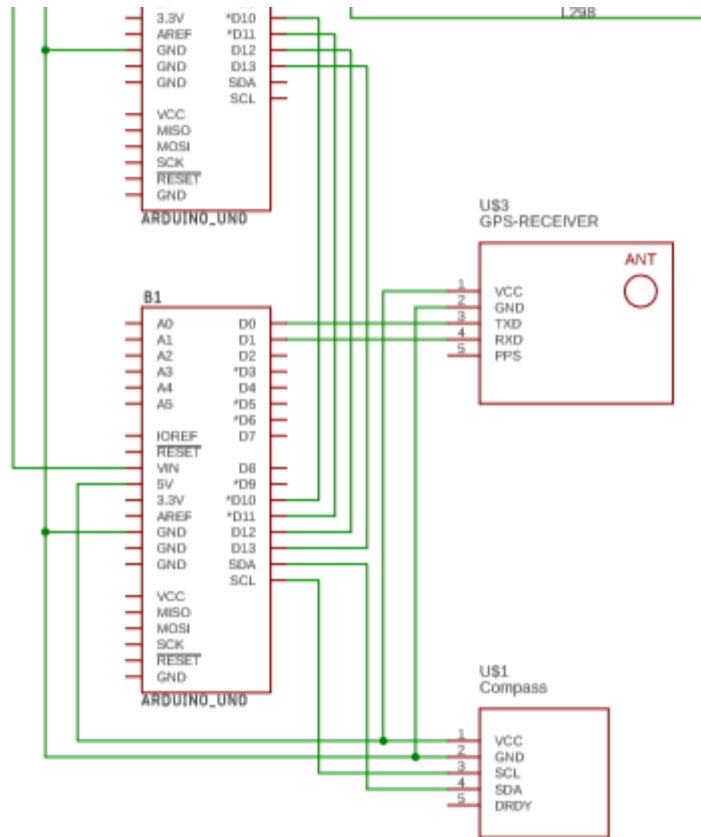 L298
3.3V *D10
AREF *D11
GND D12
GND D13
GND SDA
SCL
VCC
MISO
MOSI
SCK
RESET
GND
ARDUINO_UNO
U$3
GPS-RECEIVER
ANT
1 VCC
2 GND
3 TXD
4 RXD
5 PPS
B1
A0 D0
A1 D1
A2 D2
A3 *D3
A4 D4
A5 *D5
*D6
IOREF D7
RESET
VIN D8
5V *D9
3.3V *D10
AREF *D11
GND D12
GND D13
GND SDA
SCL
VCC
MISO
MOSI
SCK
RESET
GND
ARDUINO_UNO
U$1
Compass
1 VCC
2 GND
3 SCL
4 SDA
5 DRDY